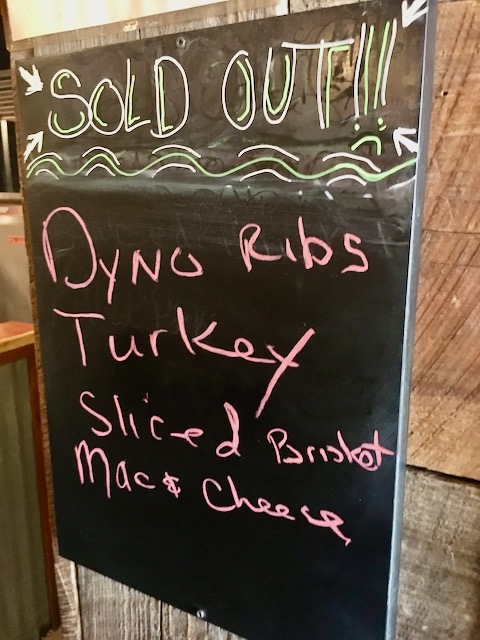 SOLD OUT!!!
Dyno Ribs
Turkey
Sliced Brisket
Mac & Cheese